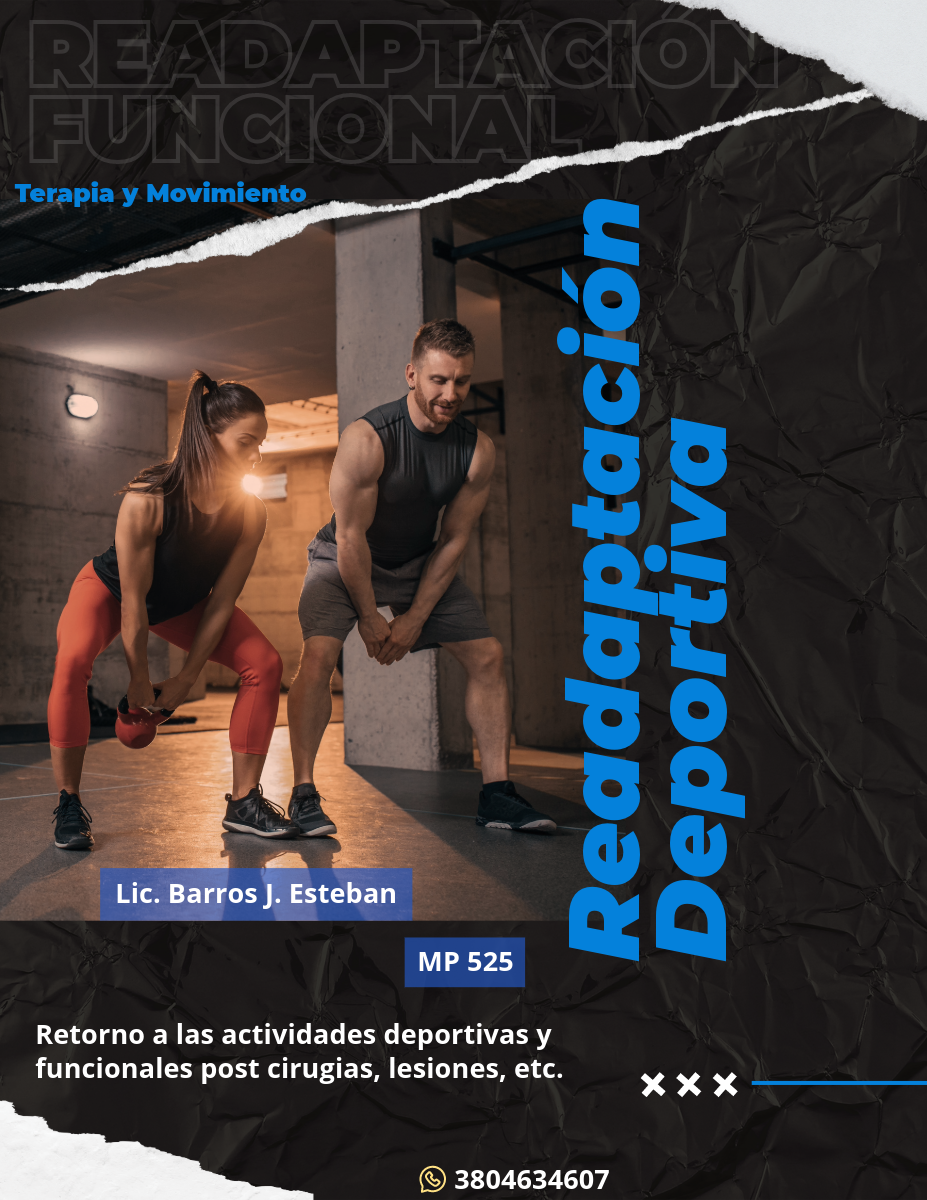 READAPTACIÓN
FUNCIONAL
Terapia y Movimiento
Readaptación
Deportiva
Lic. Barros J. Esteban
MP 525
Retorno a las actividades deportivas y
funcionales post cirugias, lesiones, etc.
3804634607